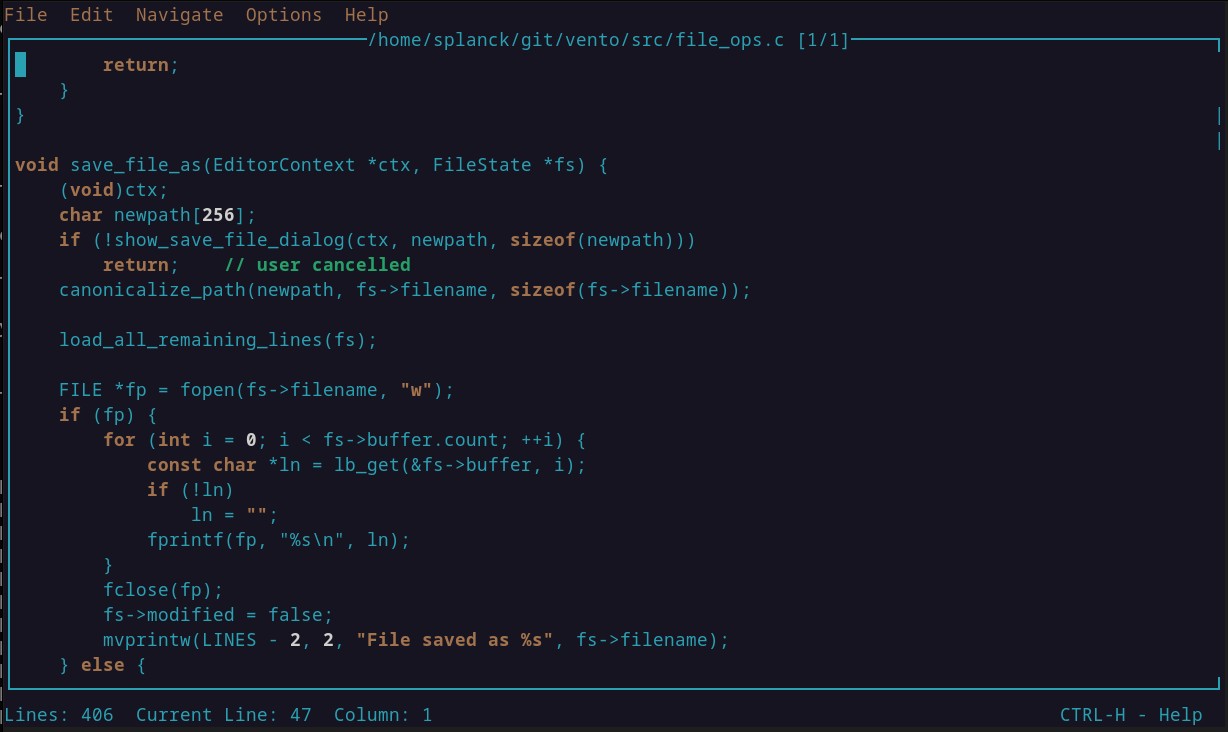 File  Edit  Navigate  Options  Help
/home/splanck/git/vento/src/file_ops.c [1/1]
        return;
    }
}
void save_file_as(EditorContext *ctx, FileState *fs) {
    (void)ctx;
    char newpath[256];
    if (!show_save_file_dialog(ctx, newpath, sizeof(newpath)))
        return;    // user cancelled
    canonicalize_path(newpath, fs->filename, sizeof(fs->filename));
    load_all_remaining_lines(fs);
    FILE *fp = fopen(fs->filename, "w");
    if (fp) {
        for (int i = 0; i < fs->buffer.count; ++i) {
            const char *ln = lb_get(&fs->buffer, i);
            if (!ln)
                ln = "";
            fprintf(fp, "%s\n", ln);
        }
        fclose(fp);
        fs->modified = false;
        mvprintw(LINES - 2, 2, "File saved as %s", fs->filename);
    } else {
Lines: 406  Current Line: 47  Column: 1
CTRL-H - Help